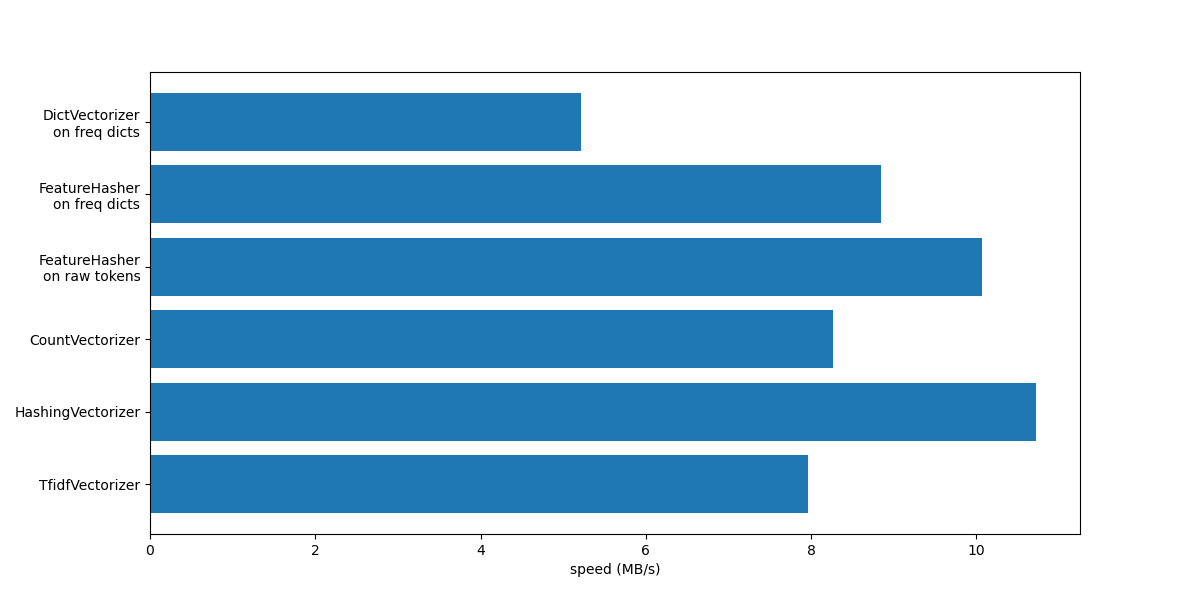 DictVectorizer
on freq dicts
FeatureHasher
on freq dicts
FeatureHasher
on raw tokens
CountVectorizer
HashingVectorizer
TfidfVectorizer
0 2 4 6 8 10
speed (MB/s)